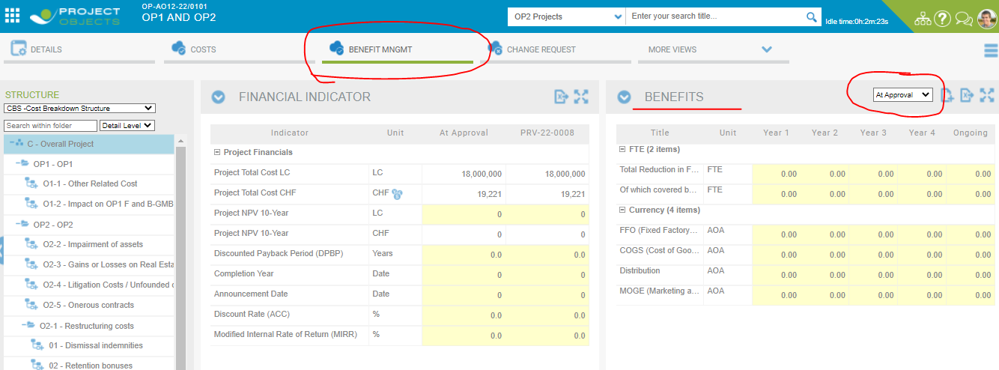 PROJECT
OBJECTS
OP-AO12-22/0101
OP1 AND OP2
OP2 Projects
Enter your search title...
Idle time:0h:2m:23s
DETAILS
COSTS
BENEFIT MNGMT
CHANGE REQUEST
MORE VIEWS
STRUCTURE
CBS -Cost Breakdown Structure
Search within folder
Detail Level
C - Overall Project
OP1 - OP1
O1-1 - Other Related Cost
O1-2 - Impact on OP1 F and B-GMB
OP2 - OP2
O2-2 - Impairment of assets
O2-3 - Gains or Losses on Real Esta
O2-4 - Litigation Costs / Unfounded
O2-5 - Onerous contracts
O2-1 - Restructuring costs
01 - Dismissal indemnities
02 - Retention bonuses
FINANCIAL INDICATOR
Indicator Unit At Approval PRV-22-0008
Project Financials
Project Total Cost LC LC 18,000,000 18,000,000
Project Total Cost CHF CHF 19,221 19,221
Project NPV 10-Year LC 0 0
Project NPV 10-Year CHF 0 0
Discounted Payback Period (DPBP) Years 0.0 0.0
Completion Year Date 0.0 0.0
Announcement Date Date 0.0 0.0
Discount Rate (ACC) % 0.0 0.0
Modified Internal Rate of Return (MIRR) % 0.0 0.0
BENEFITS
At Approval
Title Unit Year 1 Year 2 Year 3 Year 4 Ongoing
FTE (2 items)
Total Reduction in F... FTE 0.00 0.00 0.00 0.00 0.00
Of which covered b... FTE 0.00 0.00 0.00 0.00 0.00
Currency (4 items)
FFO (Fixed Factory... AOA 0.00 0.00 0.00 0.00 0.00
COGS (Cost of Goo... AOA 0.00 0.00 0.00 0.00 0.00
Distribution AOA 0.00 0.00 0.00 0.00 0.00
MOGE (Marketing a... AOA 0.00 0.00 0.00 0.00 0.00